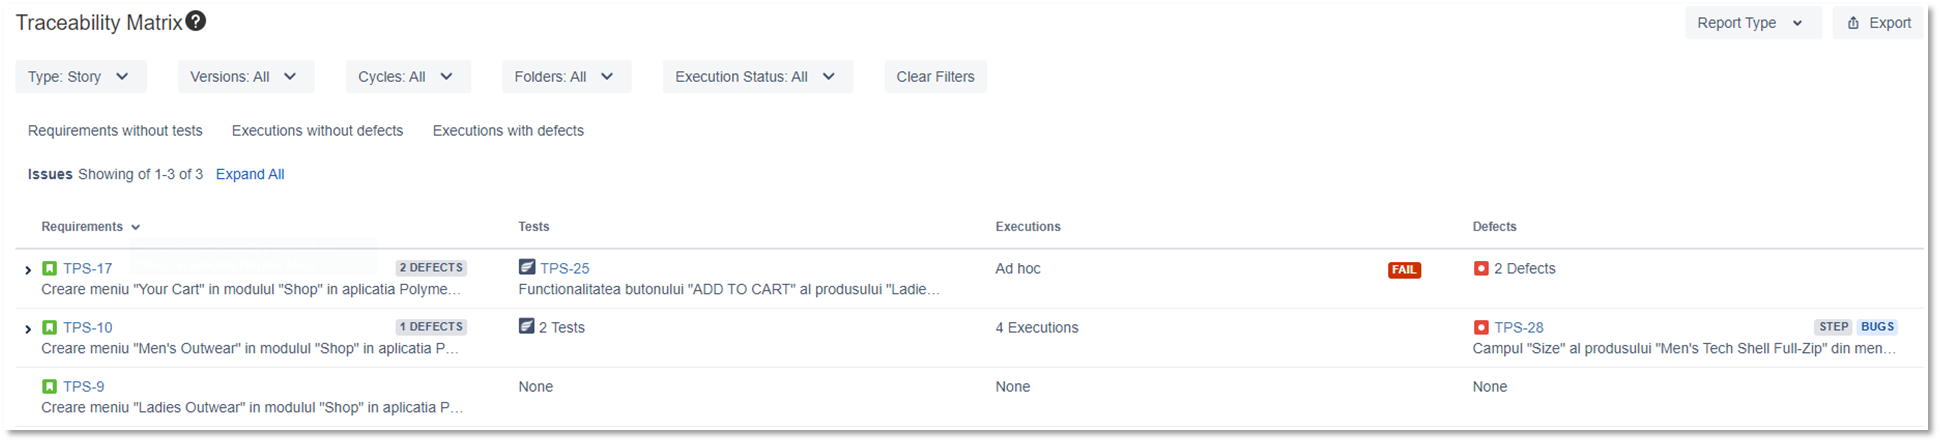 Traceability Matrix
Report Type
Export
Type: Story
Versions: All
Cycles: All
Folders: All
Execution Status: All
Clear Filters
Requirements without tests
Executions without defects
Executions with defects
Issues Showing of 1-3 of 3 Expand All
Requirements
Tests
Executions
Defects
TPS-17
2 DEFECTS
Creare meniu "Your Cart" in modulul "Shop" in aplicatia Polyme...
TPS-25
Functionalitatea butonului "ADD TO CART" al produsului "Ladie...
Ad hoc
FAIL
2 Defects
TPS-10
1 DEFECTS
Creare meniu "Men's Outwear" in modulul "Shop" in aplicatia P...
2 Tests
4 Executions
TPS-28
STEP
BUGS
Campul "Size" al produsului "Men's Tech Shell Full-Zip" din men...
TPS-9
Creare meniu "Ladies Outwear" in modulul "Shop" in aplicatia P...
None
None
None